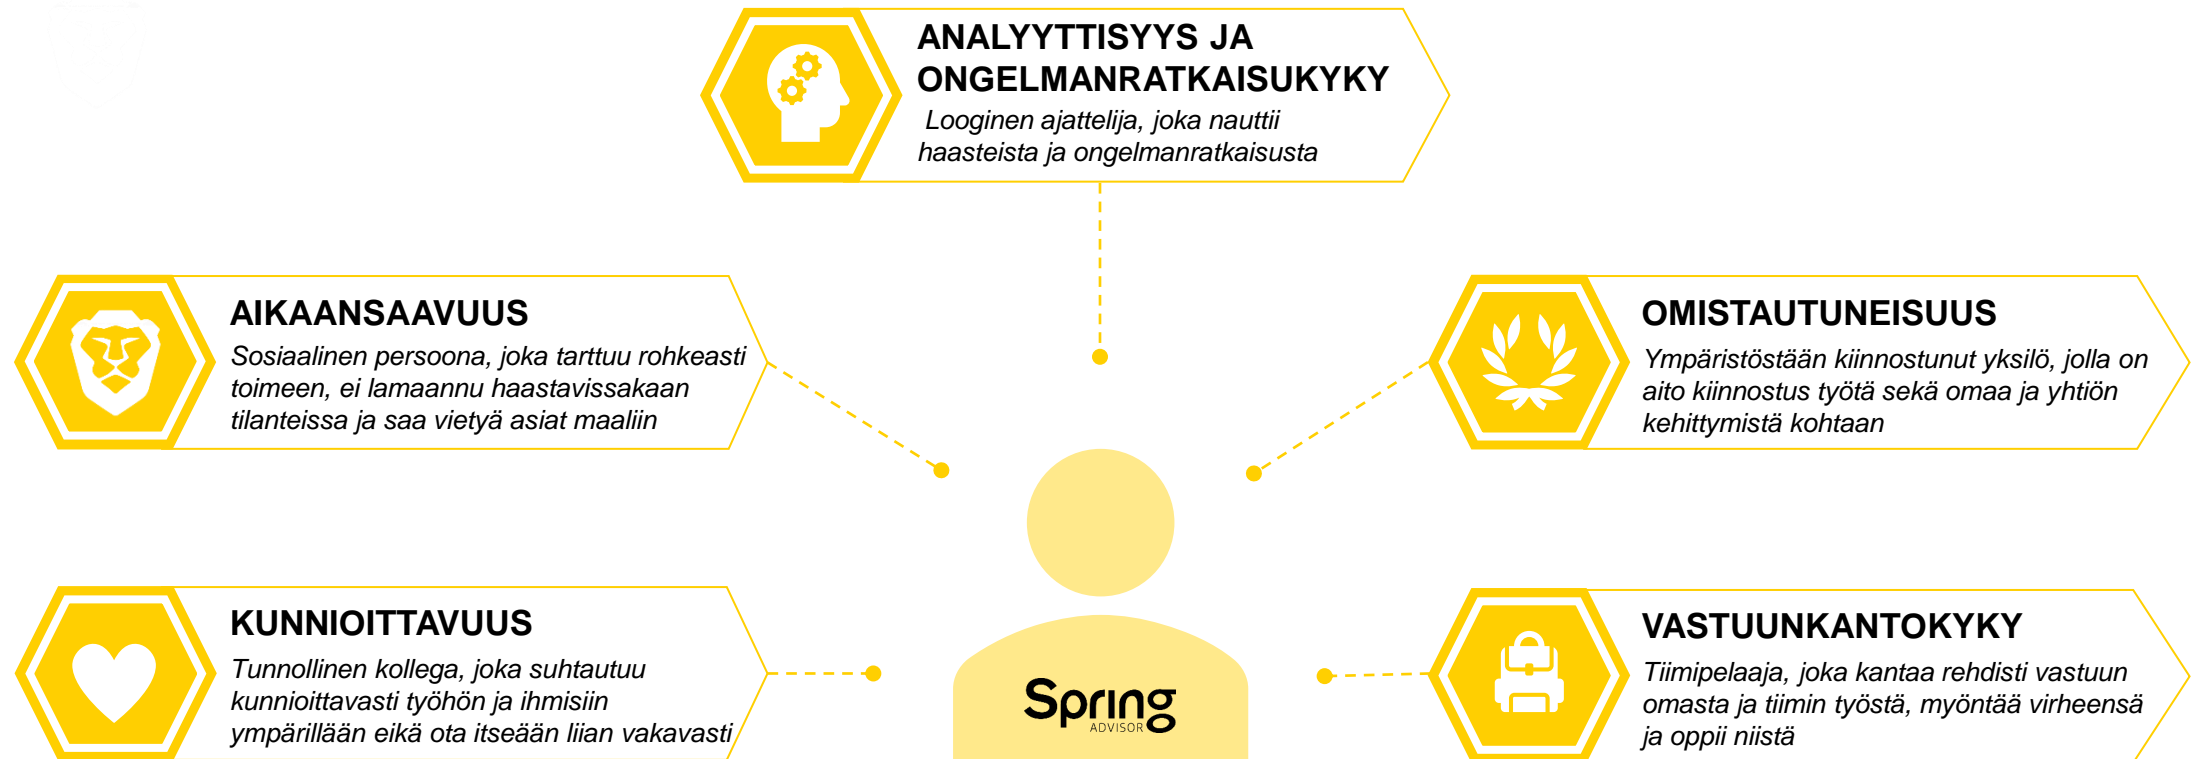 ANALYYTTISYYS JA
ONGELMANRATKAISUKYKY
Looginen ajattelija, joka nauttii
haasteista ja ongelmanratkaisusta
AIKAANSAAVUUS
Sosiaalinen persoona, joka tarttuu rohkeasti
toimeen, ei lamaannu haastavissakaan
tilanteissa ja saa vietyä asiat maaliin
OMISTAUTUNEISUUS
Ympäristöstään kiinnostunut yksilö, jolla on
aito kiinnostus työtä sekä omaa ja yhtiön
kehittymistä kohtaan
KUNNIOITTAVUUS
Tunnollinen kollega, joka suhtautuu
kunnioittavasti työhön ja ihmisiin
ympärillään eikä ota itseään liian vakavasti
VASTUUNKANTOKYKY
Tiimipelaaja, joka kantaa rehdisti vastuun
omasta ja tiimin työstä, myöntää virheensä
ja oppii niistä
Spring
ADVISOR